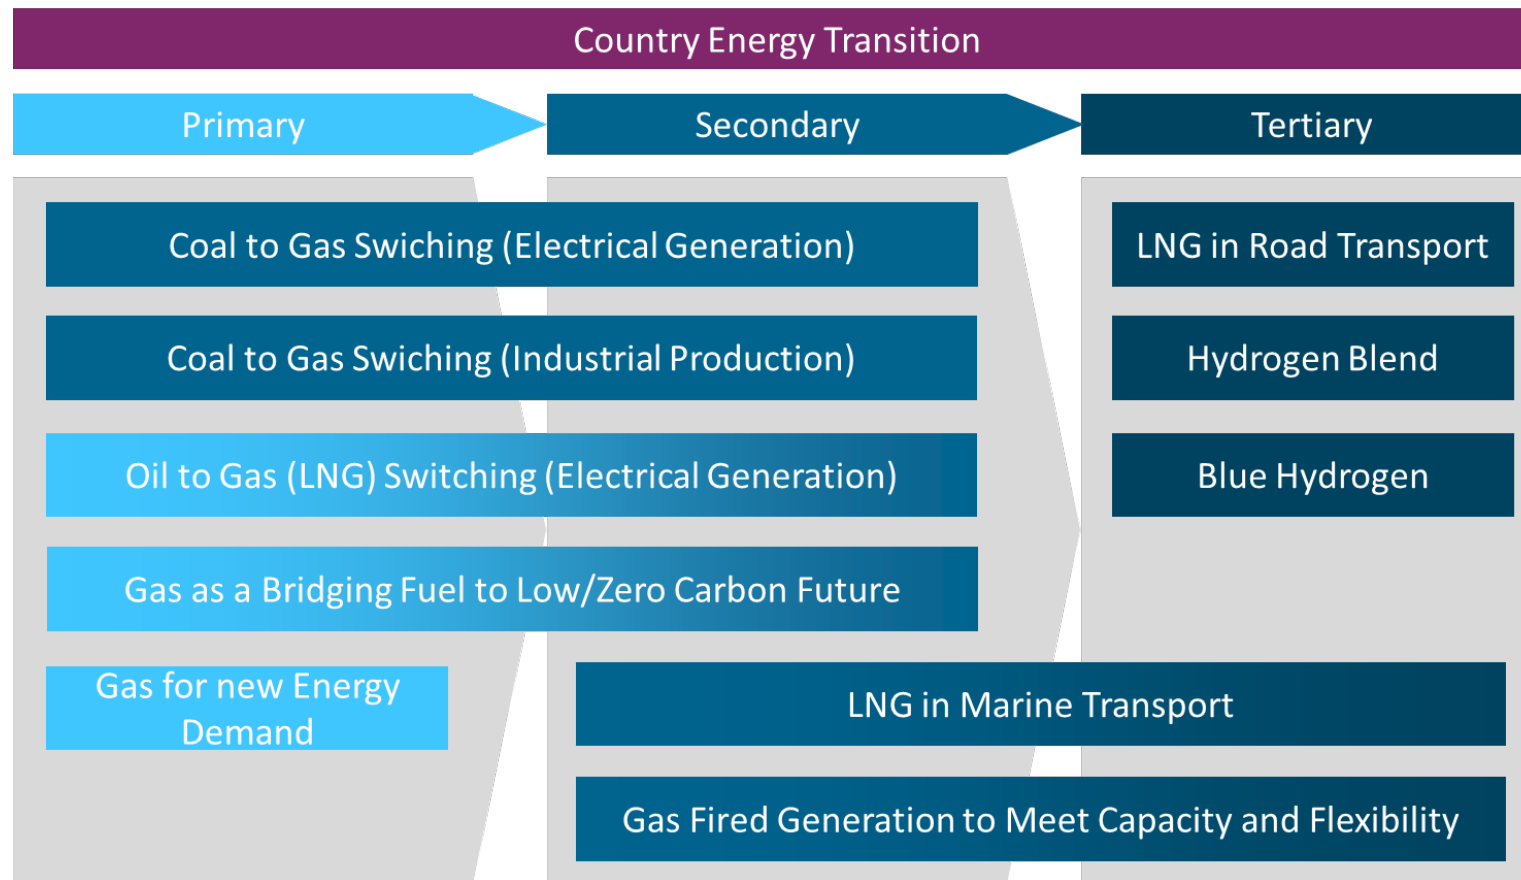 Country Energy Transition
Primary
Secondary
Tertiary
Coal to Gas Swiching (Electrical Generation)
LNG in Road Transport
Coal to Gas Swiching (Industrial Production)
Hydrogen Blend
Oil to Gas (LNG) Switching (Electrical Generation)
Blue Hydrogen
Gas as a Bridging Fuel to Low/Zero Carbon Future
Gas for new Energy
Demand
LNG in Marine Transport
Gas Fired Generation to Meet Capacity and Flexibility